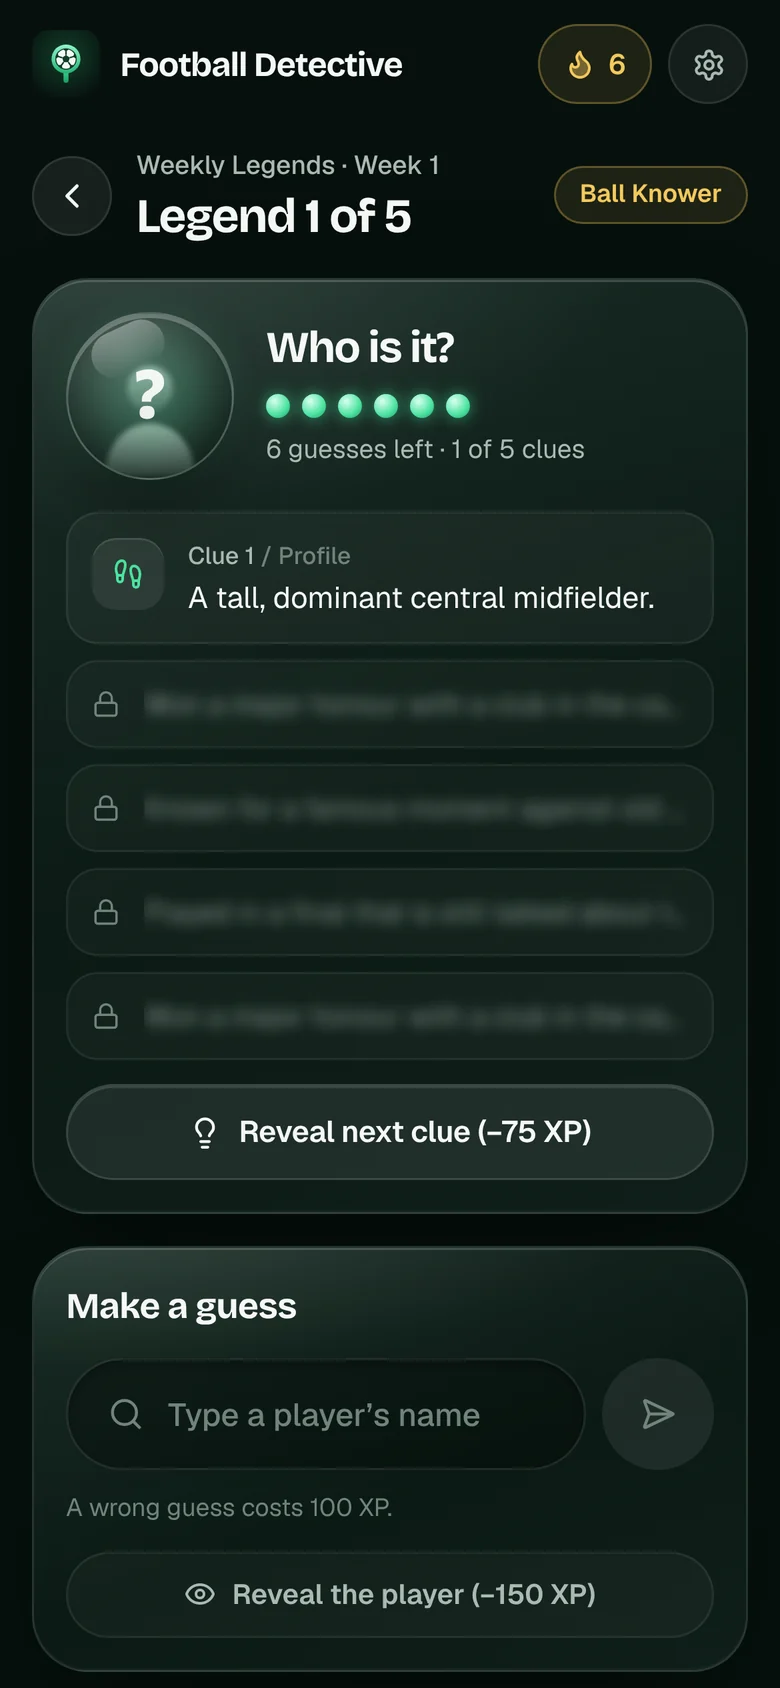 Football Detective
6
Weekly Legends · Week 1
Legend 1 of 5
Ball Knower
?
Who is it?
6 guesses left · 1 of 5 clues
Clue 1 / Profile
A tall, dominant central midfielder.
Reveal next clue (−75 XP)
Make a guess
Type a player’s name
A wrong guess costs 100 XP.
Reveal the player (−150 XP)